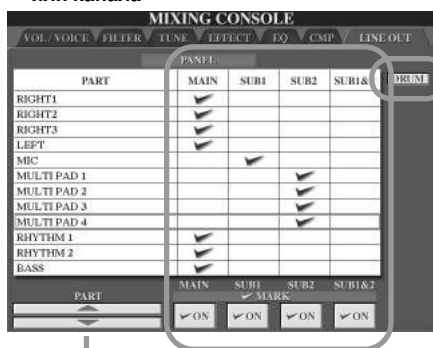 MIXING CONSOLE
VOL/VOICE FILTER TUNE EFFECT EQ CMP LINE OUT
PANEL
PART MAIN SUB1 SUB2 SUB1& DRUM
RIGHT1
RIGHT2
RIGHT3
LEFT
MIC
MULTI PAD 1
MULTI PAD 2
MULTI PAD 3
MULTI PAD 4
RHYTHM 1
RHYTHM 2
BASS
MAIN SUB1 SUB2 SUB1&2
PART MARK
ON ON ON ON